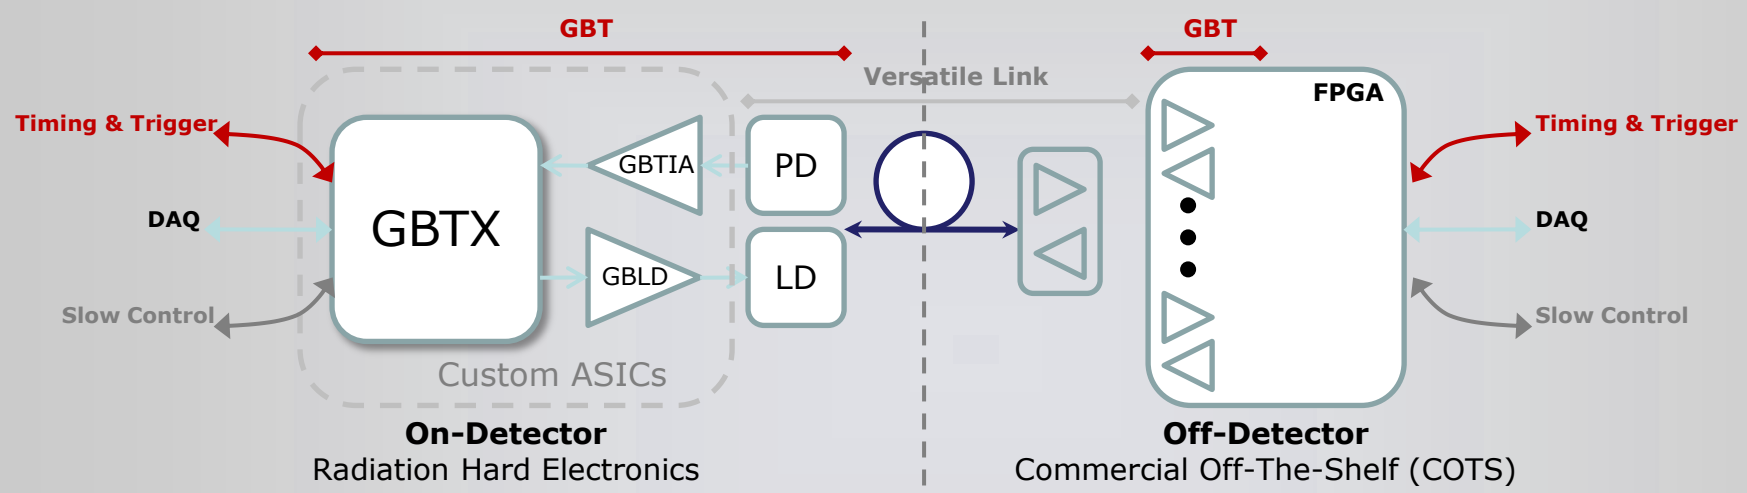 GBT
GBT
Versatile Link
FPGA
Timing & Trigger
Timing & Trigger
GBTIA
PD
DAQ
GBTX
DAQ
GBLD
LD
Slow Control
Slow Control
Custom ASICs
On-Detector
Off-Detector
Radiation Hard Electronics
Commercial Off-The-Shelf (COTS)